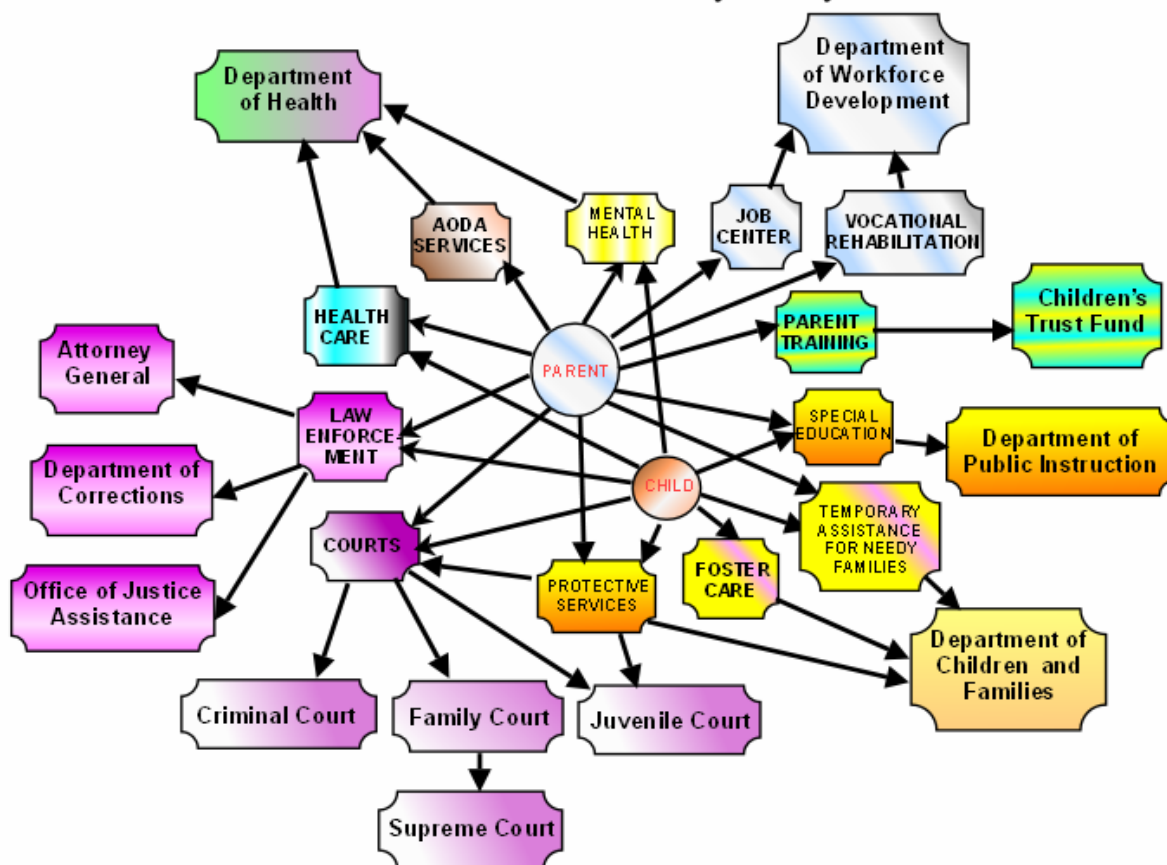 Department
of Health
Department
of Workforce
Development
AODA
SERVICES
MENTAL
HEALTH
JOB
CENTER
VOCATIONAL
REHABILITATION
HEALTH
CARE
PARENT
TRAINING
Children's
Trust Fund
Attorney
General
PARENT
LAW
ENFORCE-
MENT
SPECIAL
EDUCATION
Department of
Public Instruction
Department of
Corrections
CHILD
TEMPORARY
ASSISTANCE
FOR NEEDY
FAMILIES
COURTS
FOSTER
CARE
PROTECTIVE
SERVICES
Office of Justice
Assistance
Department of
Children and
Families
Criminal Court
Family Court
Juvenile Court
Supreme Court